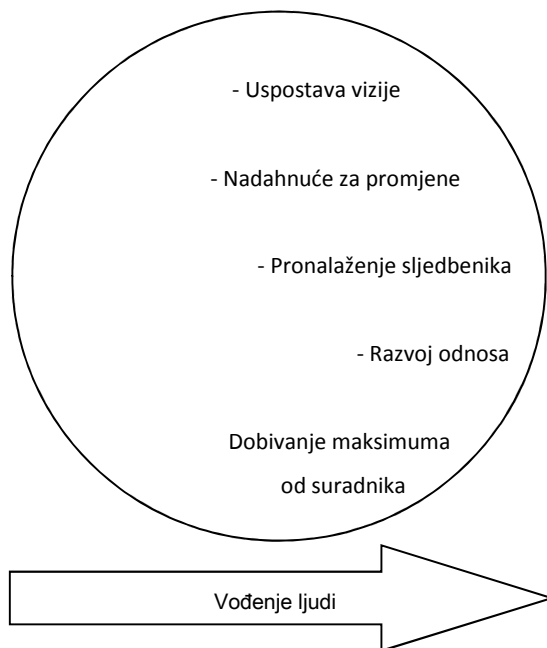 - Uspostava vizije
- Nadahnuće za promjene
- Pronalaženje sljedbenika
- Razvoj odnosa
Dobivanje maksimuma
od suradnika
Vođenje ljudi